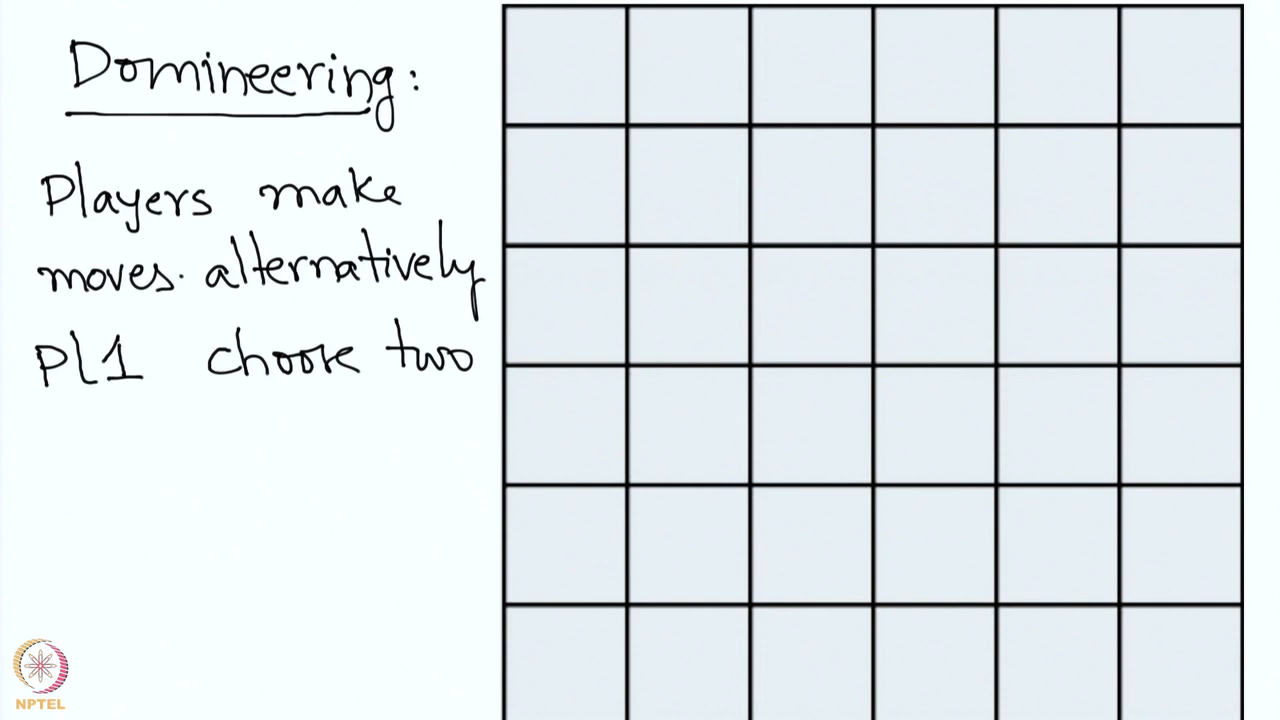 Domineering:
Players make
moves. alternatively
Pl1 choose two
NPTEL